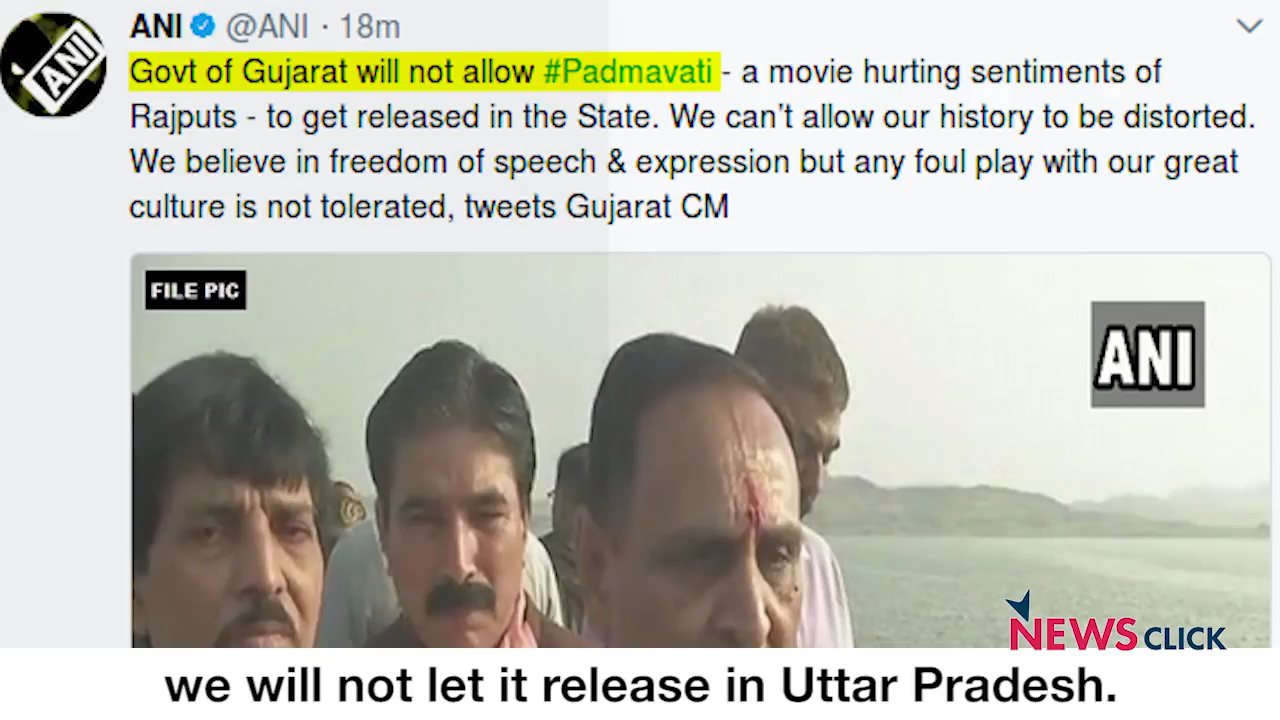 ANI @ANI · 18m
Govt of Gujarat will not allow #Padmavati - a movie hurting sentiments of
Rajputs - to get released in the State. We can't allow our history to be distorted.
We believe in freedom of speech & expression but any foul play with our great
culture is not tolerated, tweets Gujarat CM
ANI
FILE PIC
ANI
NEWS CLICK
we will not let it release in Uttar Pradesh.